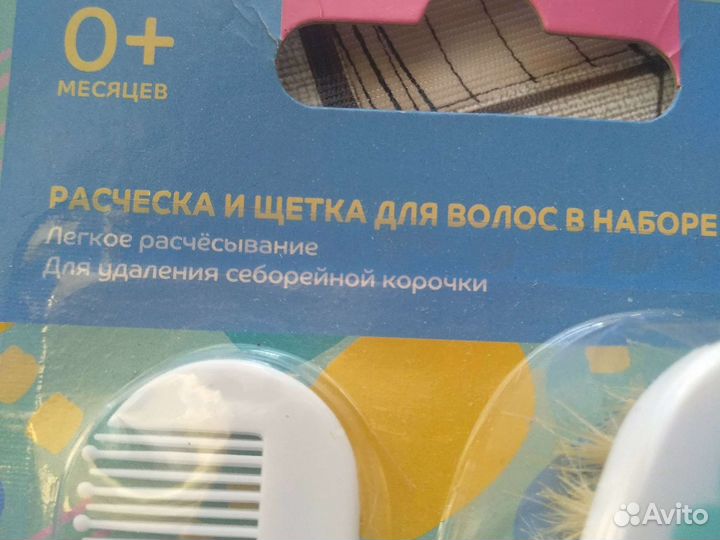 0+
МЕСЯЦЕВ
РАСЧЕСКА И ЩЕТКА ДЛЯ ВОЛОС В НАБОРЕ
Легкое расчёсывание
Для удаления себорейной корочки
Avito